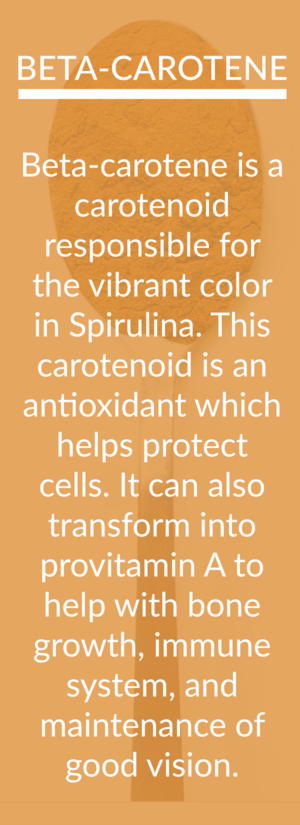 BETA-CAROTENE
Beta-carotene is a
carotenoid
responsible for
the vibrant color
in Spirulina. This
carotenoid is an
antioxidant which
helps protect
cells. It can also
transform into
provitamin A to
help with bone
growth, immune
system, and
maintenance of
good vision.